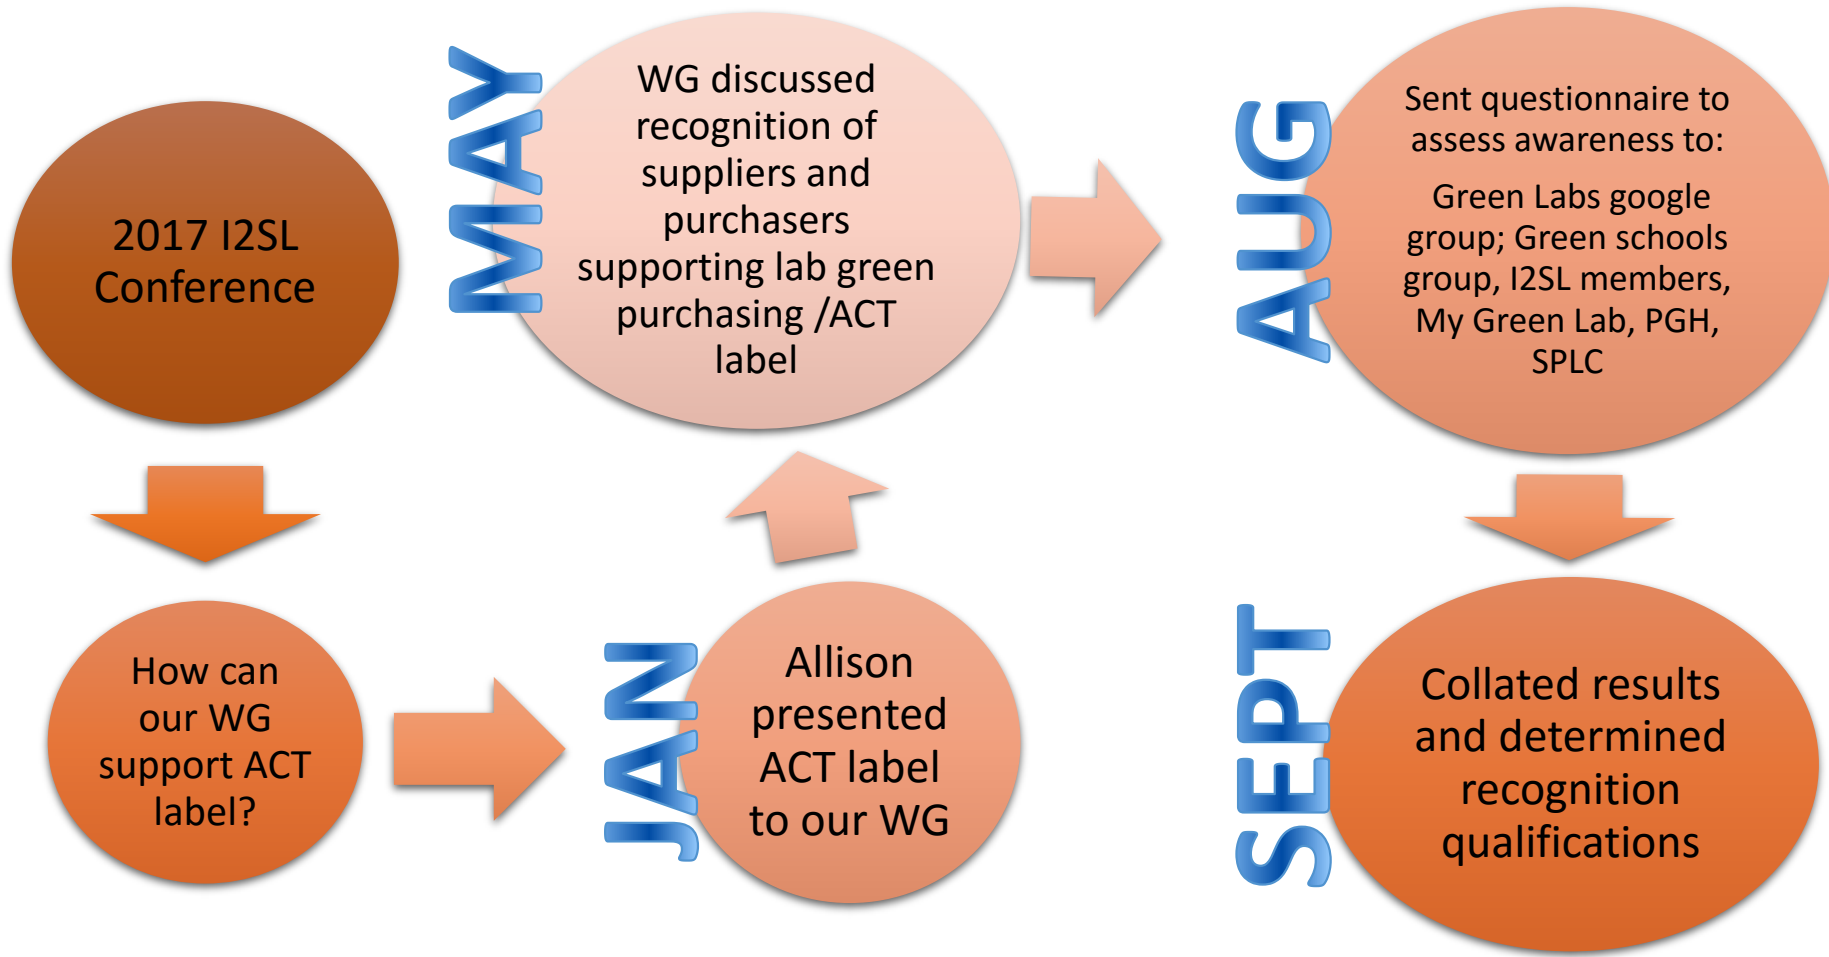 2017 I2SL
Conference
How can
our WG
support ACT
label?
JAN
Allison
presented
ACT label
to our WG
MAY
WG discussed
recognition of
suppliers and
purchasers
supporting lab green
purchasing /ACT
label
AUG
Sent questionnaire to
assess awareness to:
Green Labs google
group; Green schools
group, I2SL members,
My Green Lab, PGH,
SPLC
SEPT
Collated results
and determined
recognition
qualifications